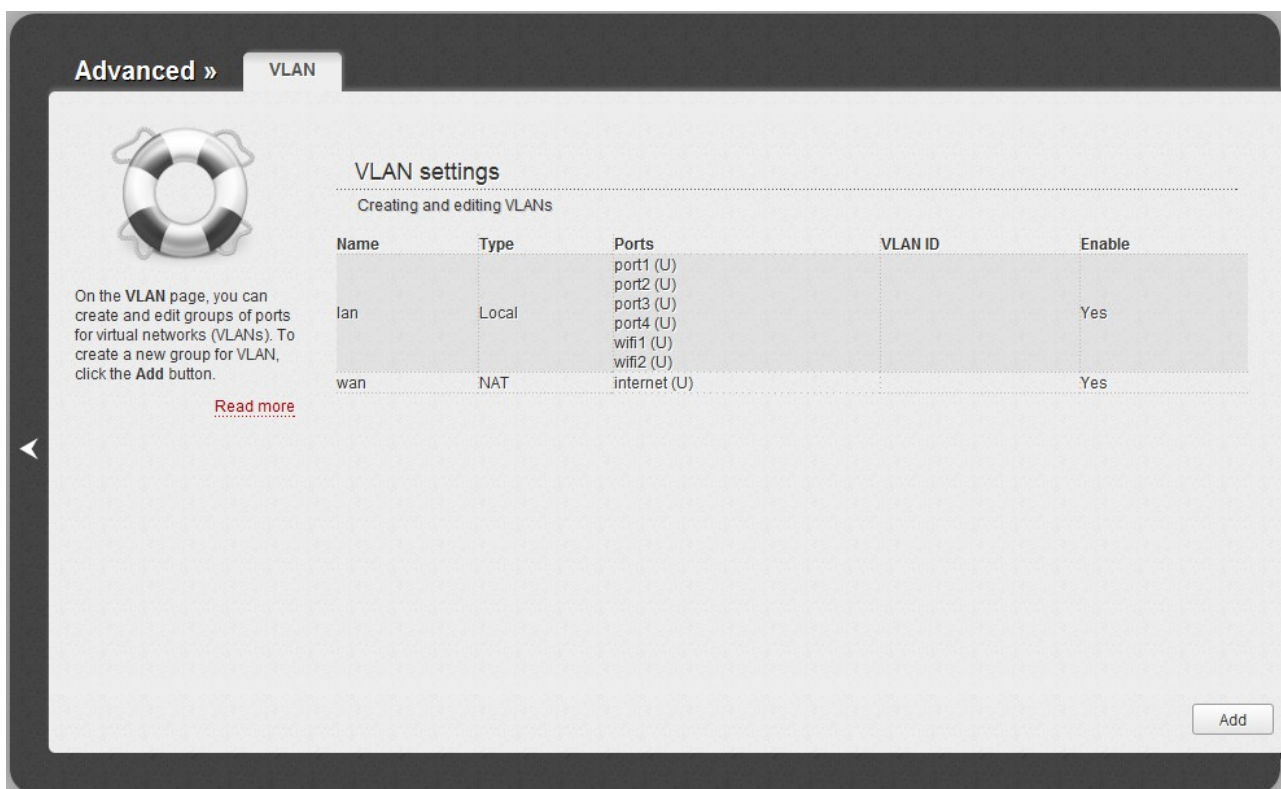 Advanced »
VLAN
On the VLAN page, you can
create and edit groups of ports
for virtual networks (VLANs). To
create a new group for VLAN,
click the Add button.
Read more
VLAN settings
Creating and editing VLANs
Name Type Ports VLAN ID Enable
lan Local port1 (U)
port2 (U)
port3 (U)
port4 (U)
wifi1 (U)
wifi2 (U) Yes
wan NAT internet (U) Yes
Add